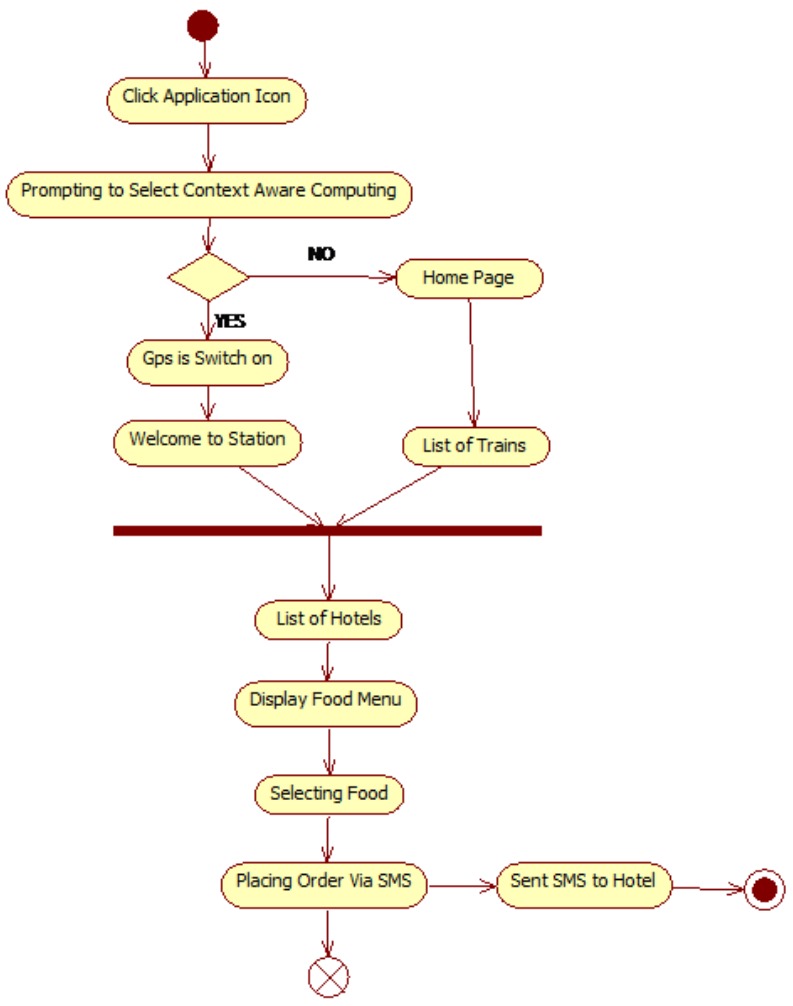 Click Application Icon
Prompting to Select Context Aware Computing
NO
Home Page
YES
Gps is Switch on
Welcome to Station
List of Trains
List of Hotels
Display Food Menu
Selecting Food
Placing Order Via SMS
Sent SMS to Hotel